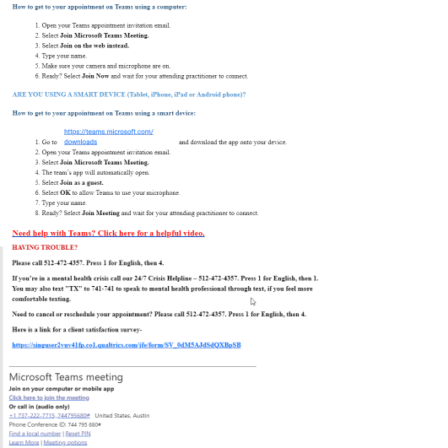 How to get to your appointment on Teams using a computer:
1. Open your Teams appointment invitation email.
2. Select Join Microsoft Teams Meeting.
3. Select Join on the web instead.
4. Type your name.
5. Make sure your camera and microphone are on.
6. Ready? Select Join Now and wait for your attending practitioner to connect.
ARE YOU USING A SMART DEVICE (Tablet, iPhone, iPad or Android phone)?
How to get to your appointment on Teams using a smart device:
https://teams.microsoft.com/
1. Go to downloads and download the app onto your device.
2. Open your Teams appointment invitation email.
3. Select Join Microsoft Teams Meeting.
4. The team's app will automatically open.
5. Select Join as a guest.
6. Select OK to allow Teams to use your microphone.
7. Type your name.
8. Ready? Select Join Meeting and wait for your attending practitioner to connect.
Need help with Teams? Click here for a helpful video.
HAVING TROUBLE?
Please call 512-472-4357. Press 1 for English, then 4.
If you're in a mental health crisis call our 24/7 Crisis Helpline – 512-472-4357. Press 1 for English, then 1.
You may also text "TX" to 741-741 to speak to mental health professional through text, if you feel more
comfortable texting.
Need to cancel or reschedule your appointment? Please call 512-472-4357. Press 1 for English, then 4.
Here is a link for a client satisfaction survey-
Microsoft Teams meeting
Join on your computer or mobile app
Click here to join the meeting
Or call in (audio only)
+1 737-222-7715,,744795680# United States, Austin
Phone Conference ID: 744 795 680#
Find a local number | Reset PIN
Learn More | Meeting options